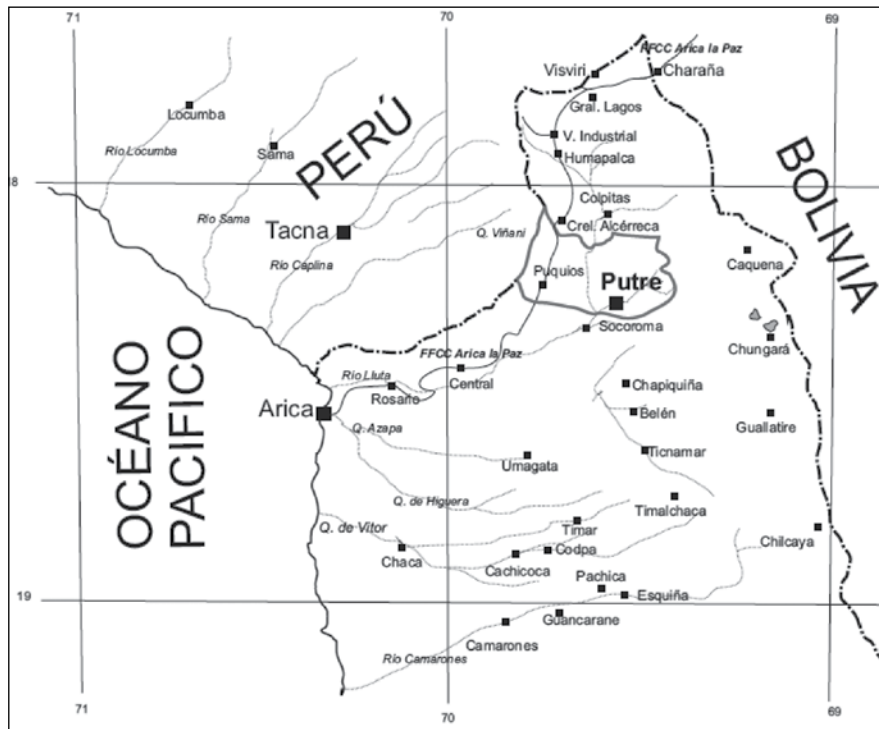 71
70
69
FFCC Arica la Paz
Visviri
Charaña
Gral. Lagos
Locumba
V. Industrial
Río Locumba
Sama
Humapalca
PERÚ
BOLIVIA
8
Colpitas
Río Sama
Crel. Alcérreca
Tacna
Q. Viñani
Caquena
Río Caplina
Puquios
Putre
Socoroma
Chungará
FFCC Arica la Paz
Río Lluta
Central
Rosario
Chapiquiña
Arica
Belén
Guallatire
Q. Azapa
OCÉANO
PACIFICO
Umagata
Ticnamar
Q. de Higuera
Timalchaca
Q. de Vitor
Timar
Chilcaya
Chaca
Codpa
Cachicoca
Pachica
Esquiña
19
Guancarane
Camarones
Río Camarones
71
70
69